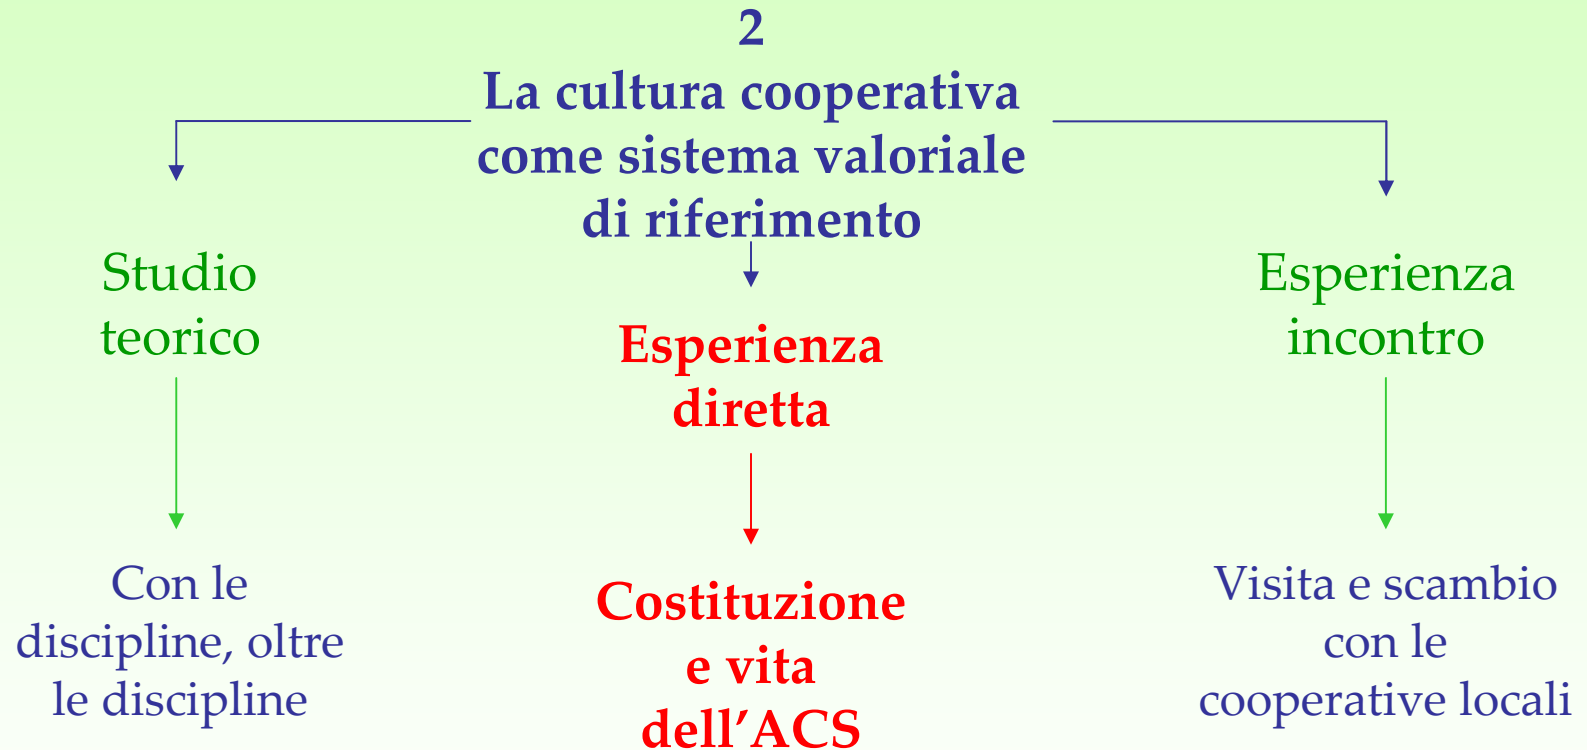 2
La cultura cooperativa
come sistema valoriale
di riferimento
Studio
teorico
Esperienza
diretta
Esperienza
incontro
Con le
discipline, oltre
le discipline
Costituzione
e vita
dell’ACS
Visita e scambio
con le
cooperative locali